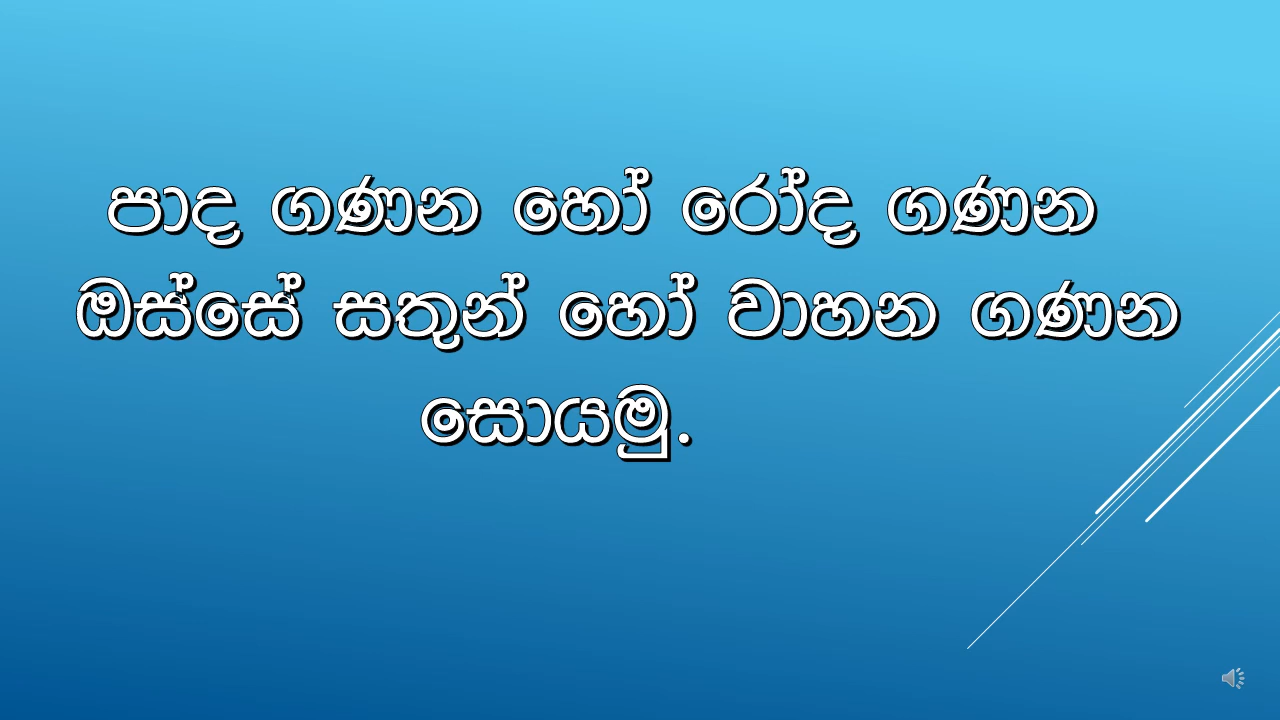 පාද ගණන හෝ රෝද ගණන
ඔස්සේ සතුන් හෝ වාහන ගණන
සොයමු.